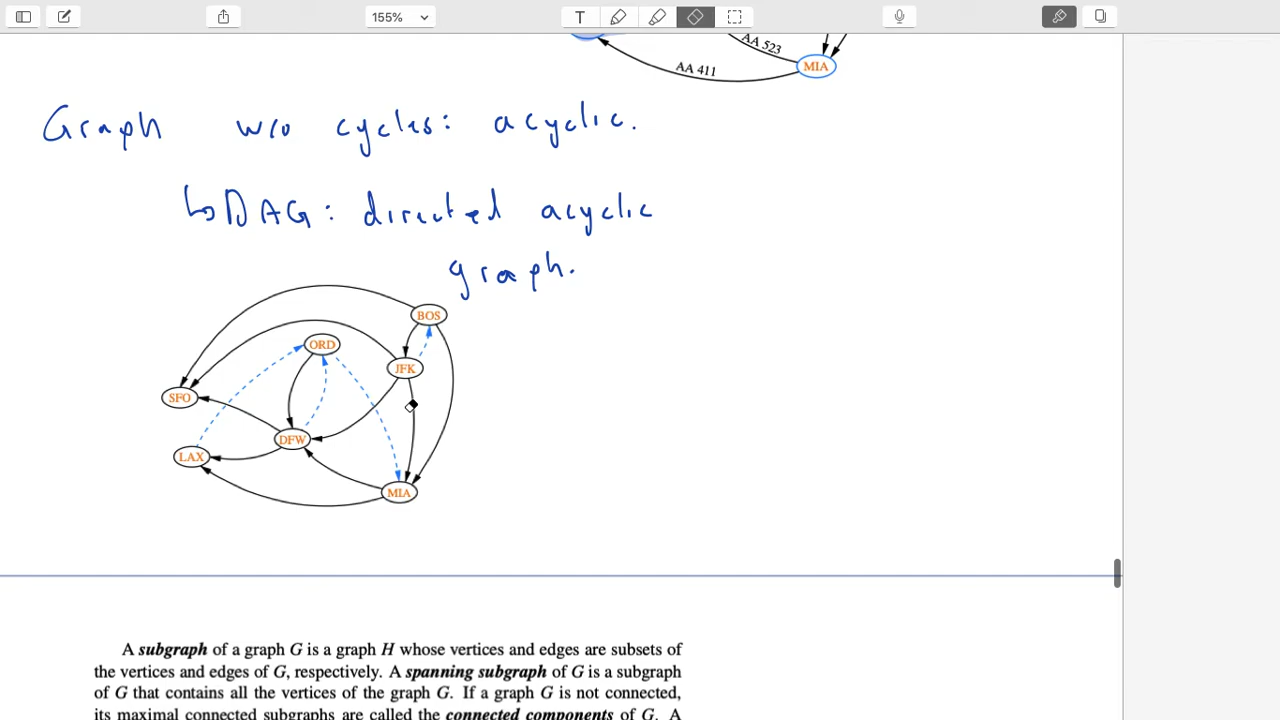 155%
T
AA 523
MIA
AA 411
Graph w/o cycles: acyclic.
↳DAG: directed acyclic
graph.
BOS
ORD
JFK
SFO
DFW
LAX
MIA
A subgraph of a graph G is a graph H whose vertices and edges are subsets of
the vertices and edges of G, respectively. A spanning subgraph of G is a subgraph
of G that contains all the vertices of the graph G. If a graph G is not connected,
its maximal connected subgraphs are called the connected components of G. A